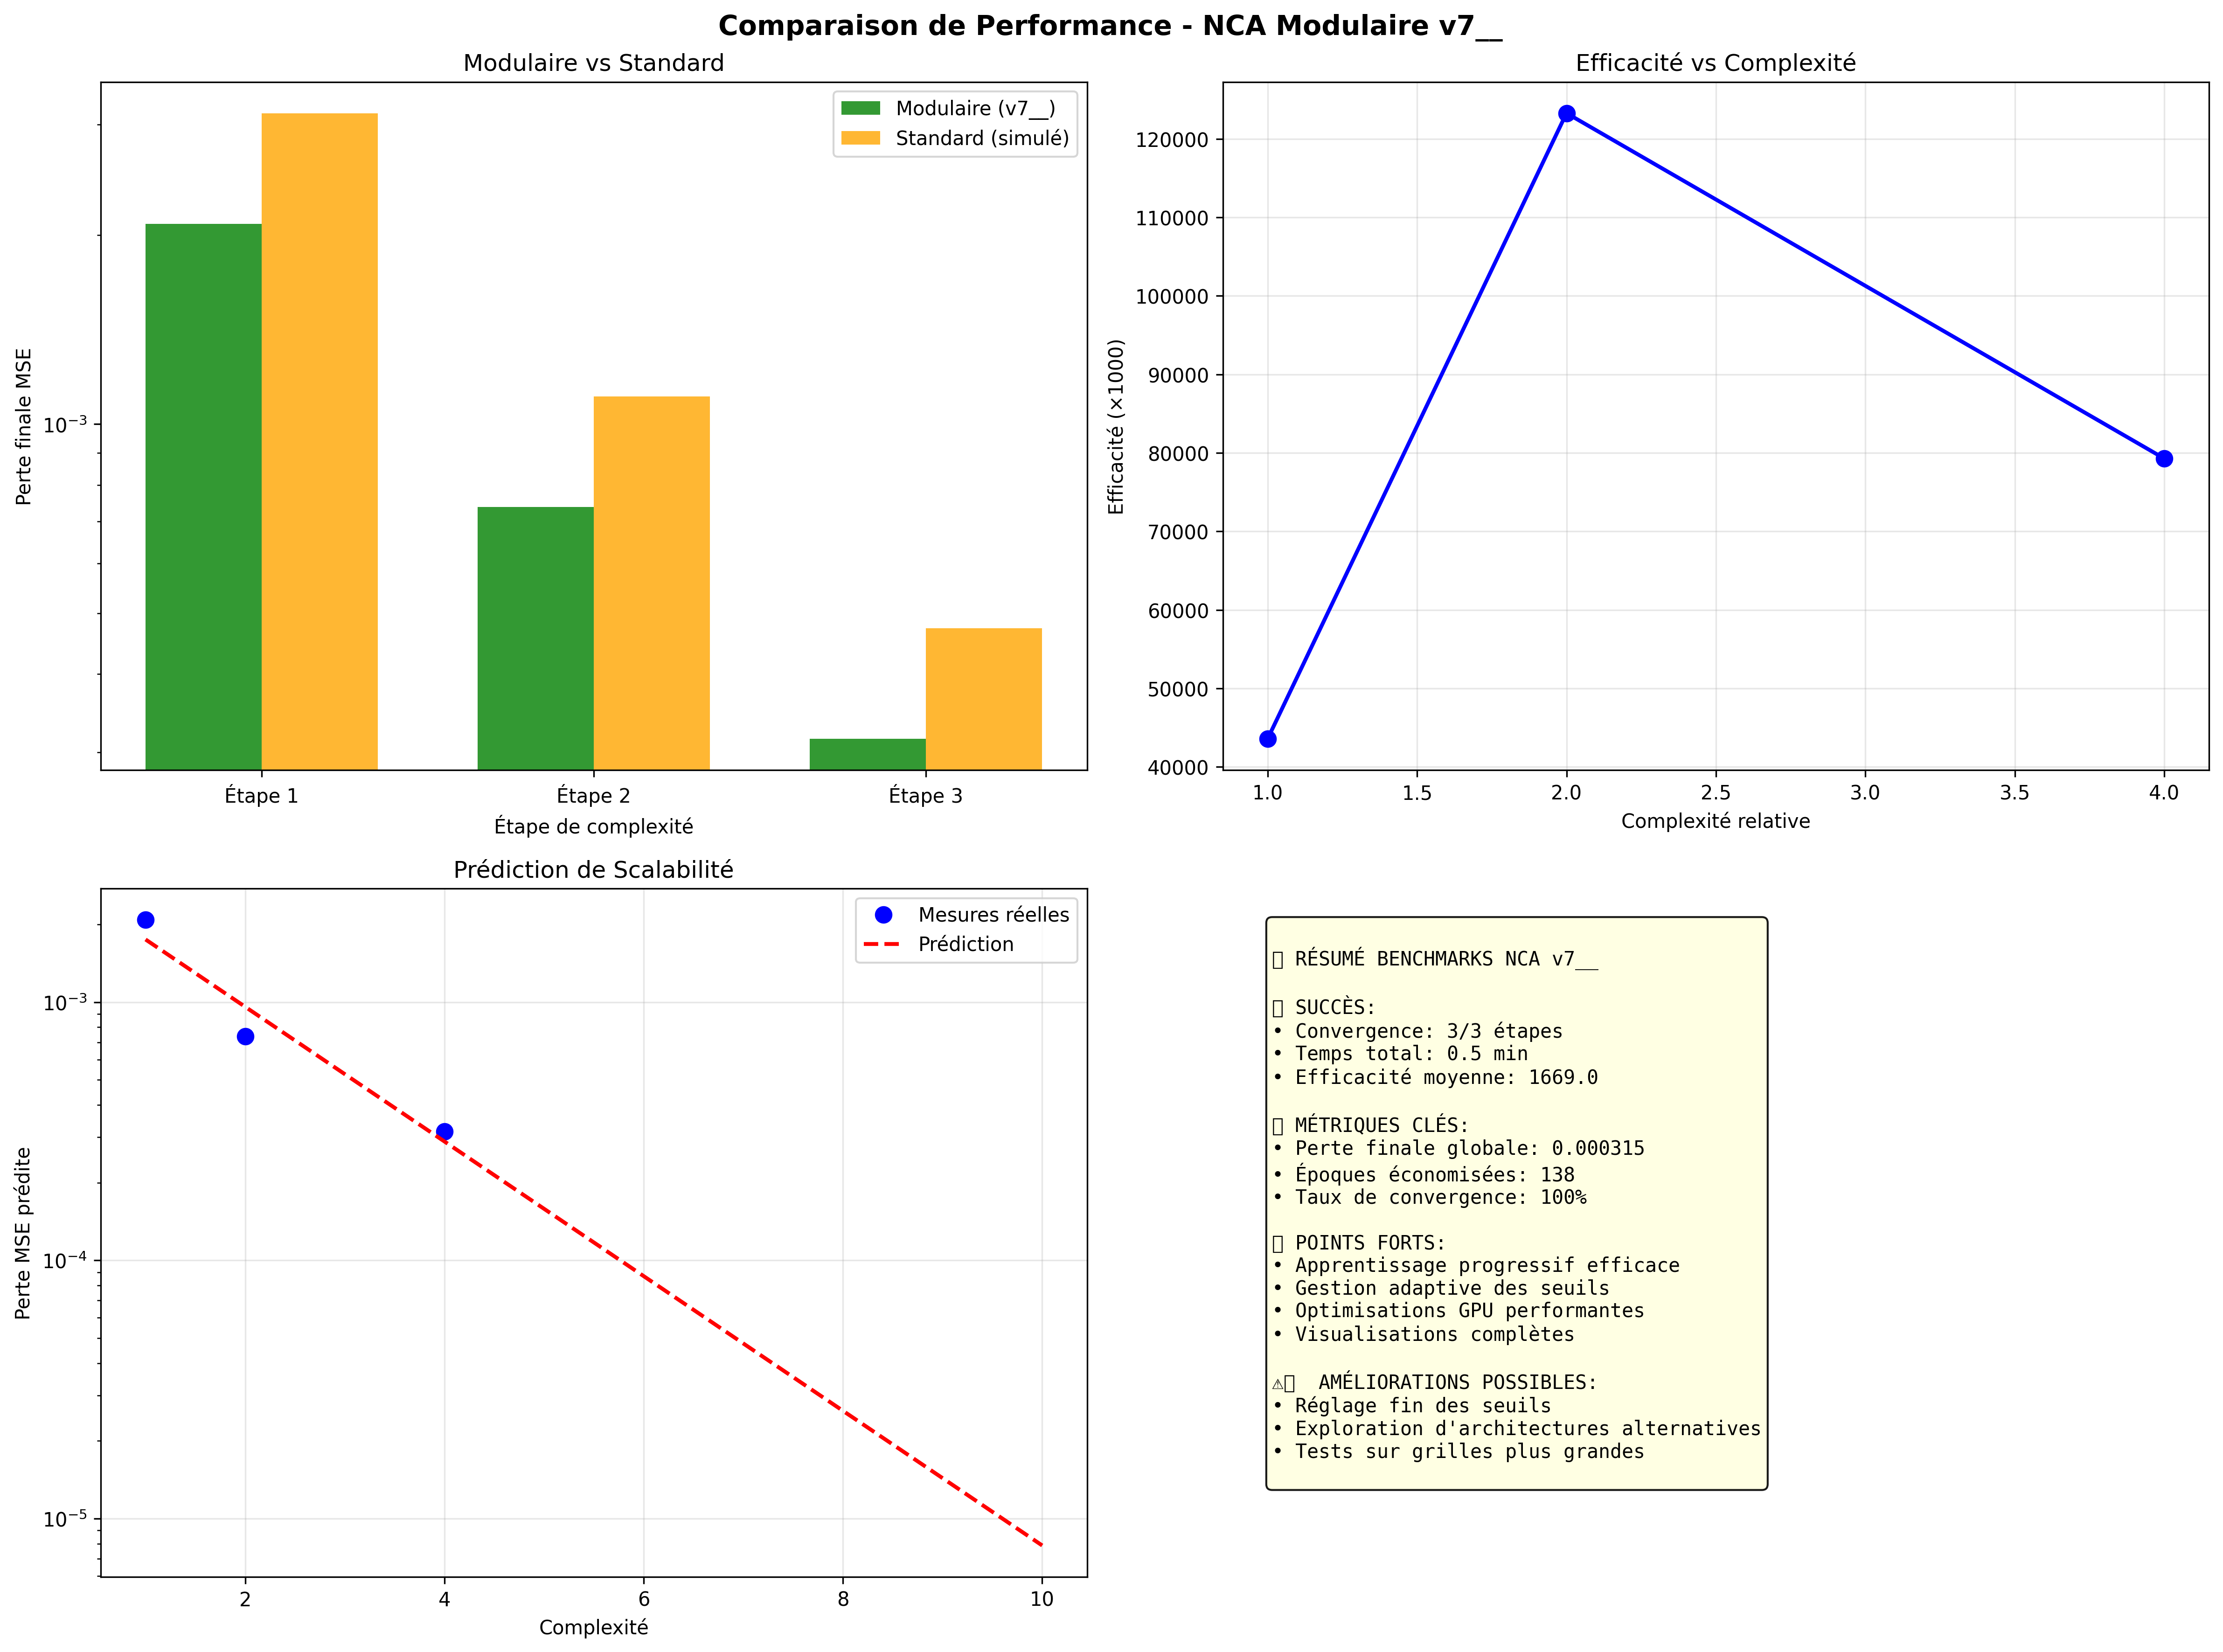 Comparaison de Performance - NCA Modulaire v7__
Modulaire vs Standard
Perte finale MSE
10⁻³
Modulaire (v7__)
Standard (simulé)
Étape 1 Étape 2 Étape 3
Étape de complexité
Efficacité vs Complexité
Efficacité (×1000)
120000
110000
100000
90000
80000
70000
60000
50000
40000
1.0 1.5 2.0 2.5 3.0 3.5 4.0
Complexité relative
Prédiction de Scalabilité
Perte MSE prédite
10⁻³
10⁻⁴
10⁻⁵
Mesures réelles
Prédiction
2 4 6 8 10
Complexité
RÉSUMÉ BENCHMARKS NCA v7__
SUCCÈS:
• Convergence: 3/3 étapes
• Temps total: 0.5 min
• Efficacité moyenne: 1669.0
MÉTRIQUES CLÉS:
• Perte finale globale: 0.000315
• Époques économisées: 138
• Taux de convergence: 100%
POINTS FORTS:
• Apprentissage progressif efficace
• Gestion adaptive des seuils
• Optimisations GPU performantes
• Visualisations complètes
⚠ AMÉLIORATIONS POSSIBLES:
• Réglage fin des seuils
• Exploration d'architectures alternatives
• Tests sur grilles plus grandes